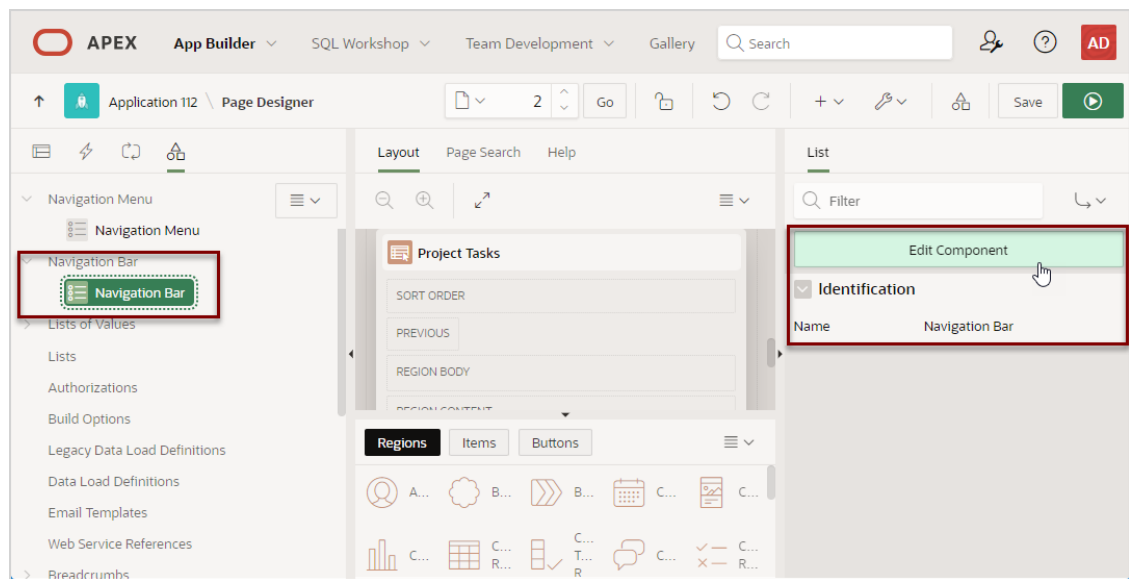 APEX App Builder SQL Workshop Team Development Gallery Search AD
Application 112 \ Page Designer 2 Go Save
Layout Page Search Help
List
Navigation Menu
Navigation Menu
Navigation Bar
Navigation Bar
Lists of Values
Lists
Authorizations
Build Options
Legacy Data Load Definitions
Data Load Definitions
Email Templates
Web Service References
Breadcrumbs
Project Tasks
SORT ORDER
PREVIOUS
REGION BODY
REGION CONTENT
Regions Items Buttons
A... B... B... C... C...
C... C... R... C... T... R C... C... R...
Filter
Edit Component
Identification
Name Navigation Bar